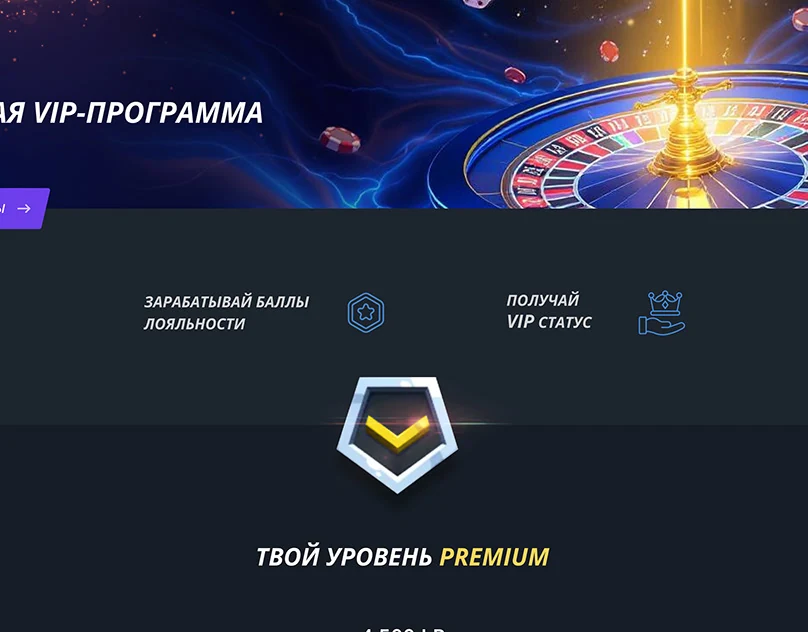 АЯ VIP-ПРОГРАММА
Ы →
ЗАРАБАТЫВАЙ БАЛЛЫ
ЛОЯЛЬНОСТИ
ПОЛУЧАЙ
VIP СТАТУС
ТВОЙ УРОВЕНЬ PREMIUM